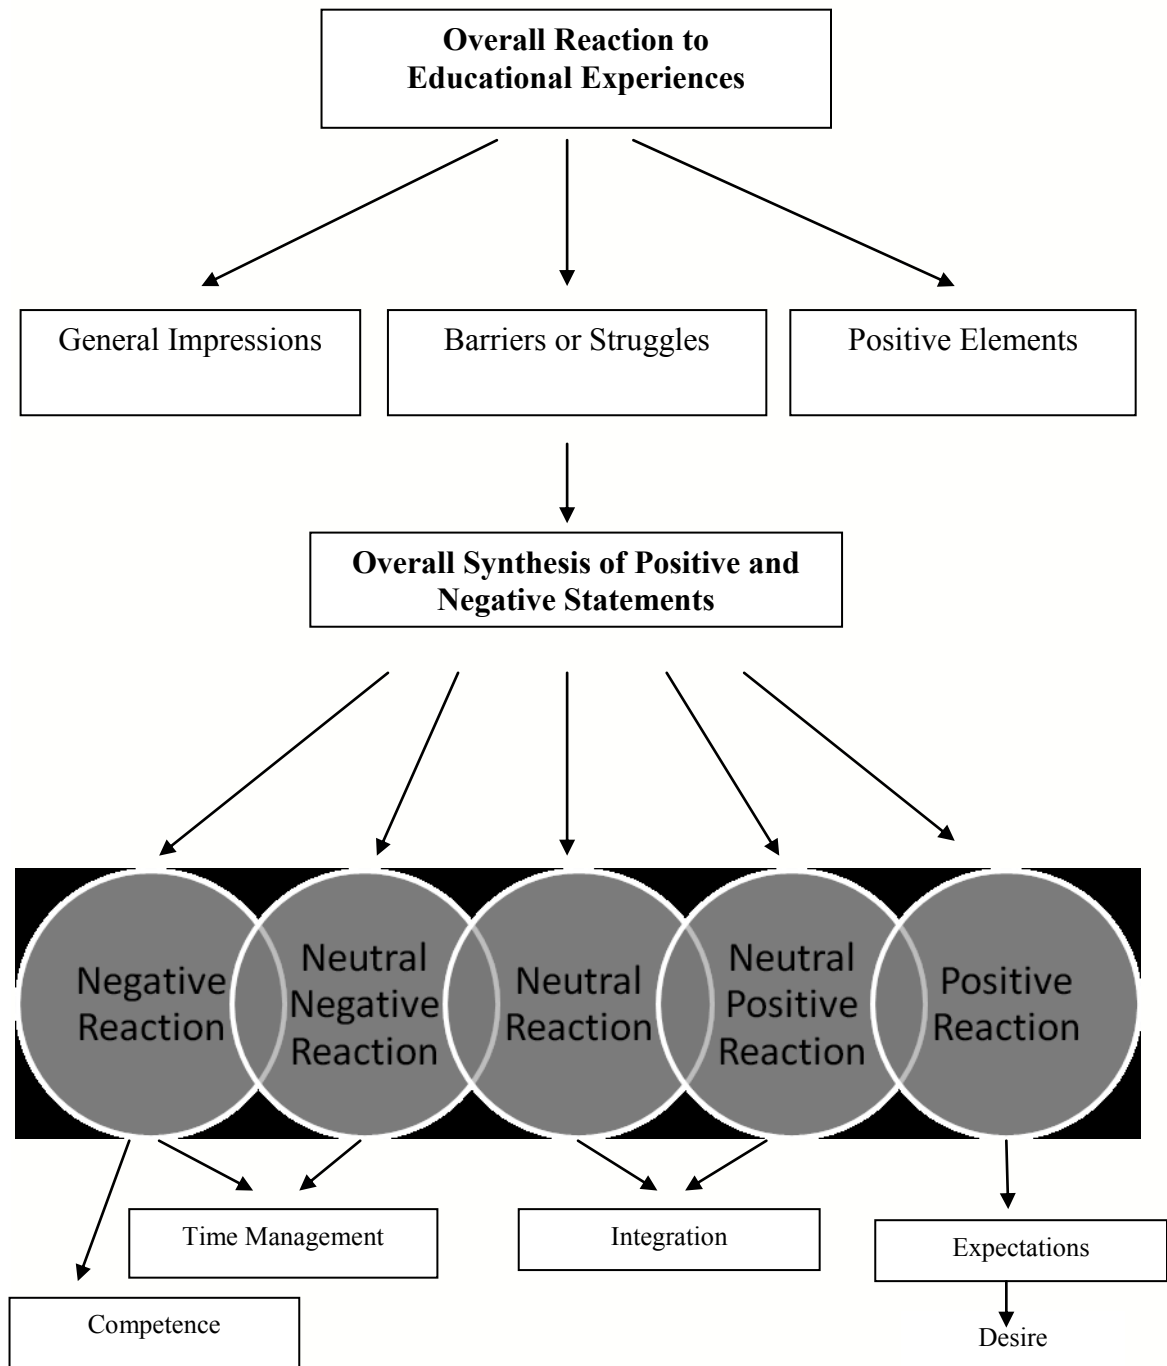 Overall Reaction to
Educational Experiences
General Impressions
Barriers or Struggles
Positive Elements
Overall Synthesis of Positive and
Negative Statements
Negative
Reaction
Neutral
Negative
Reaction
Neutral
Reaction
Neutral
Positive
Reaction
Positive
Reaction
Time Management
Integration
Expectations
Competence
Desire